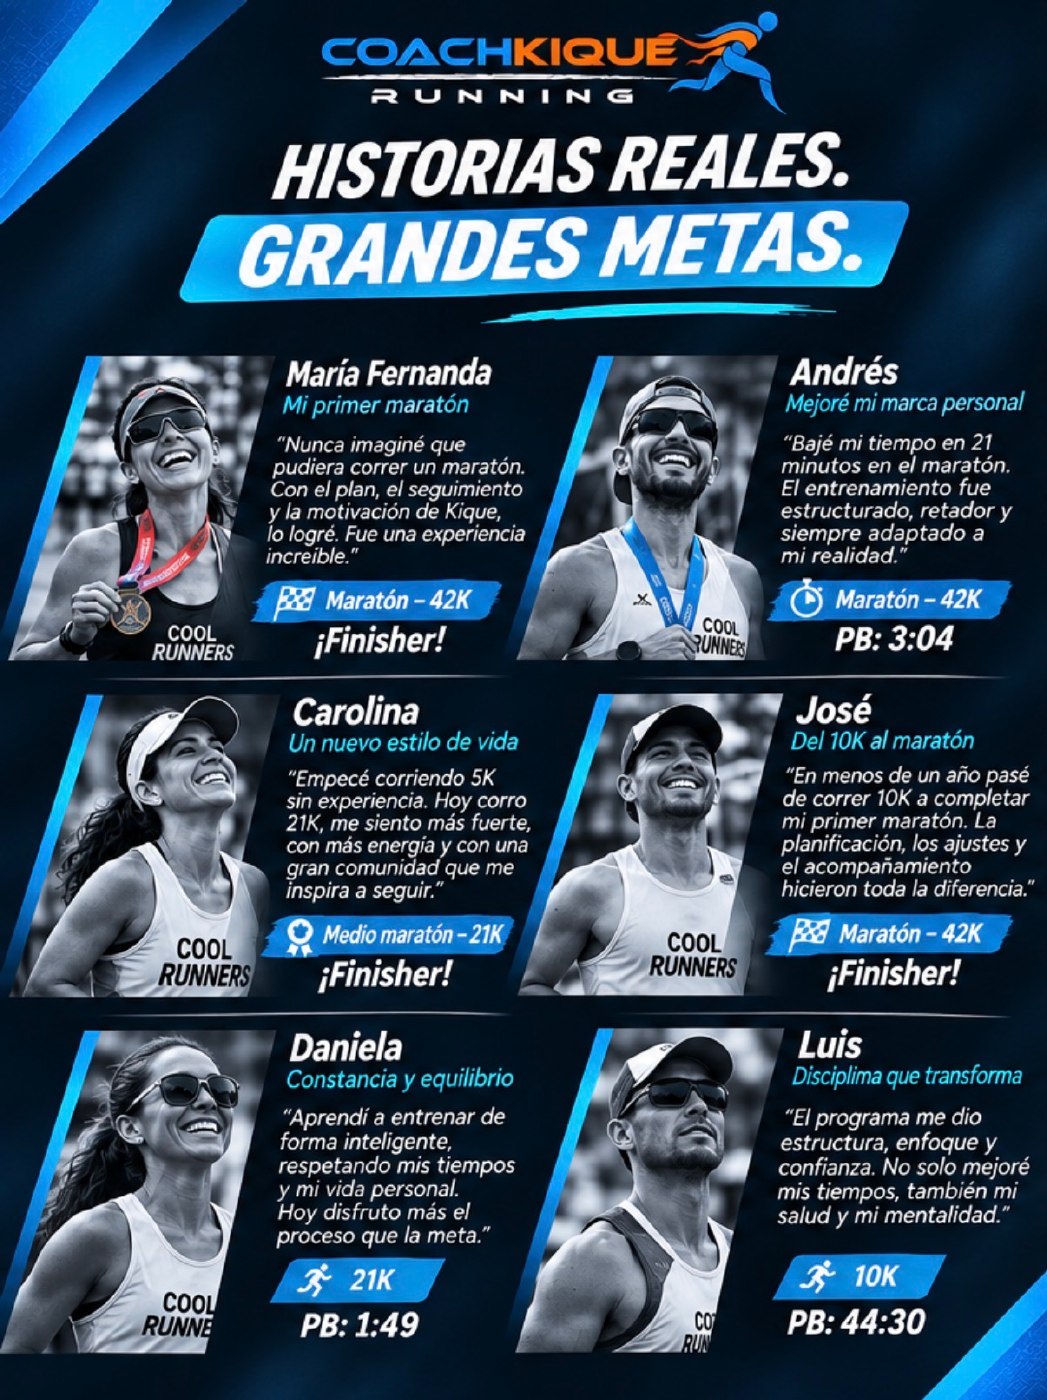 COACHKIQUE
RUNNING
HISTORIAS REALES.
GRANDES METAS.
María Fernanda
Mi primer maratón
"Nunca imaginé que
pudiera correr un maratón.
Con el plan, el seguimiento
y la motivación de Kique,
lo logré. Fue una experiencia
increíble."
Maratón – 42K
¡Finisher!
COOL
RUNNERS
Andrés
Mejoré mi marca personal
"Bajé mi tiempo en 21
minutos en el maratón.
El entrenamiento fue
estructurado, retador y
siempre adaptado a
mi realidad."
Maratón – 42K
PB: 3:04
COOL
RUNNERS
Carolina
Un nuevo estilo de vida
"Empecé corriendo 5K
sin experiencia. Hoy corro
21K, me siento más fuerte,
con más energía y con una
gran comunidad que me
inspira a seguir."
Medio maratón – 21K
¡Finisher!
COOL
RUNNERS
José
Del 10K al maratón
"En menos de un año pasé
de correr 10K a completar
mi primer maratón. La
planificación, los ajustes y
el acompañamiento
hicieron toda la diferencia."
Maratón – 42K
¡Finisher!
COOL
RUNNERS
Daniela
Constancia y equilibrio
"Aprendí a entrenar de
forma inteligente,
respetando mis tiempos
y mi vida personal.
Hoy disfruto más el
proceso que la meta."
21K
PB: 1:49
COOL
RUNNE
Luis
Disciplima que transforma
"El programa me dio
estructura, enfoque y
confianza. No solo mejoré
mis tiempos, también mi
salud y mi mentalidad."
10K
PB: 44:30
CO
RUN